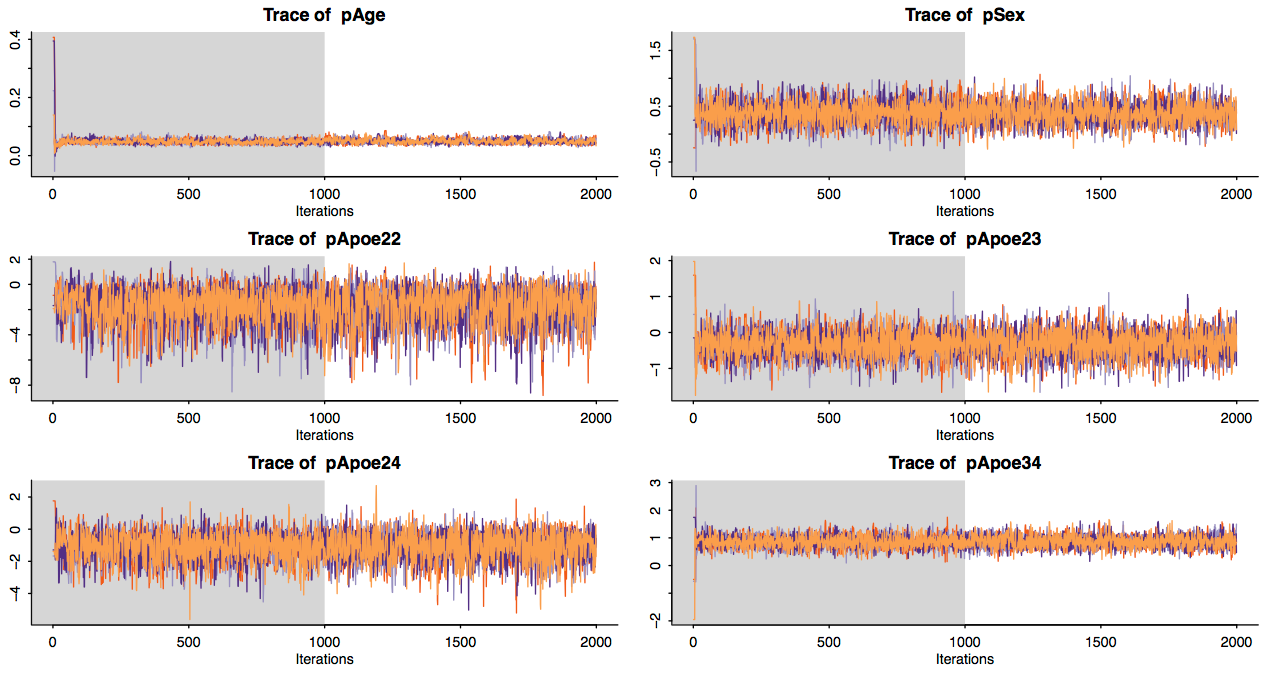 Trace of pAge
0.4
0.2
0.0
0 500 1000 1500 2000
Iterations
Trace of pSex
1.5
0.5
−0.5
0 500 1000 1500 2000
Iterations
Trace of pApoe22
2
0
−4
−8
0 500 1000 1500 2000
Iterations
Trace of pApoe23
2
1
0
−1
0 500 1000 1500 2000
Iterations
Trace of pApoe24
2
0
−2
−4
0 500 1000 1500 2000
Iterations
Trace of pApoe34
3
2
1
0
−2
0 500 1000 1500 2000
Iterations